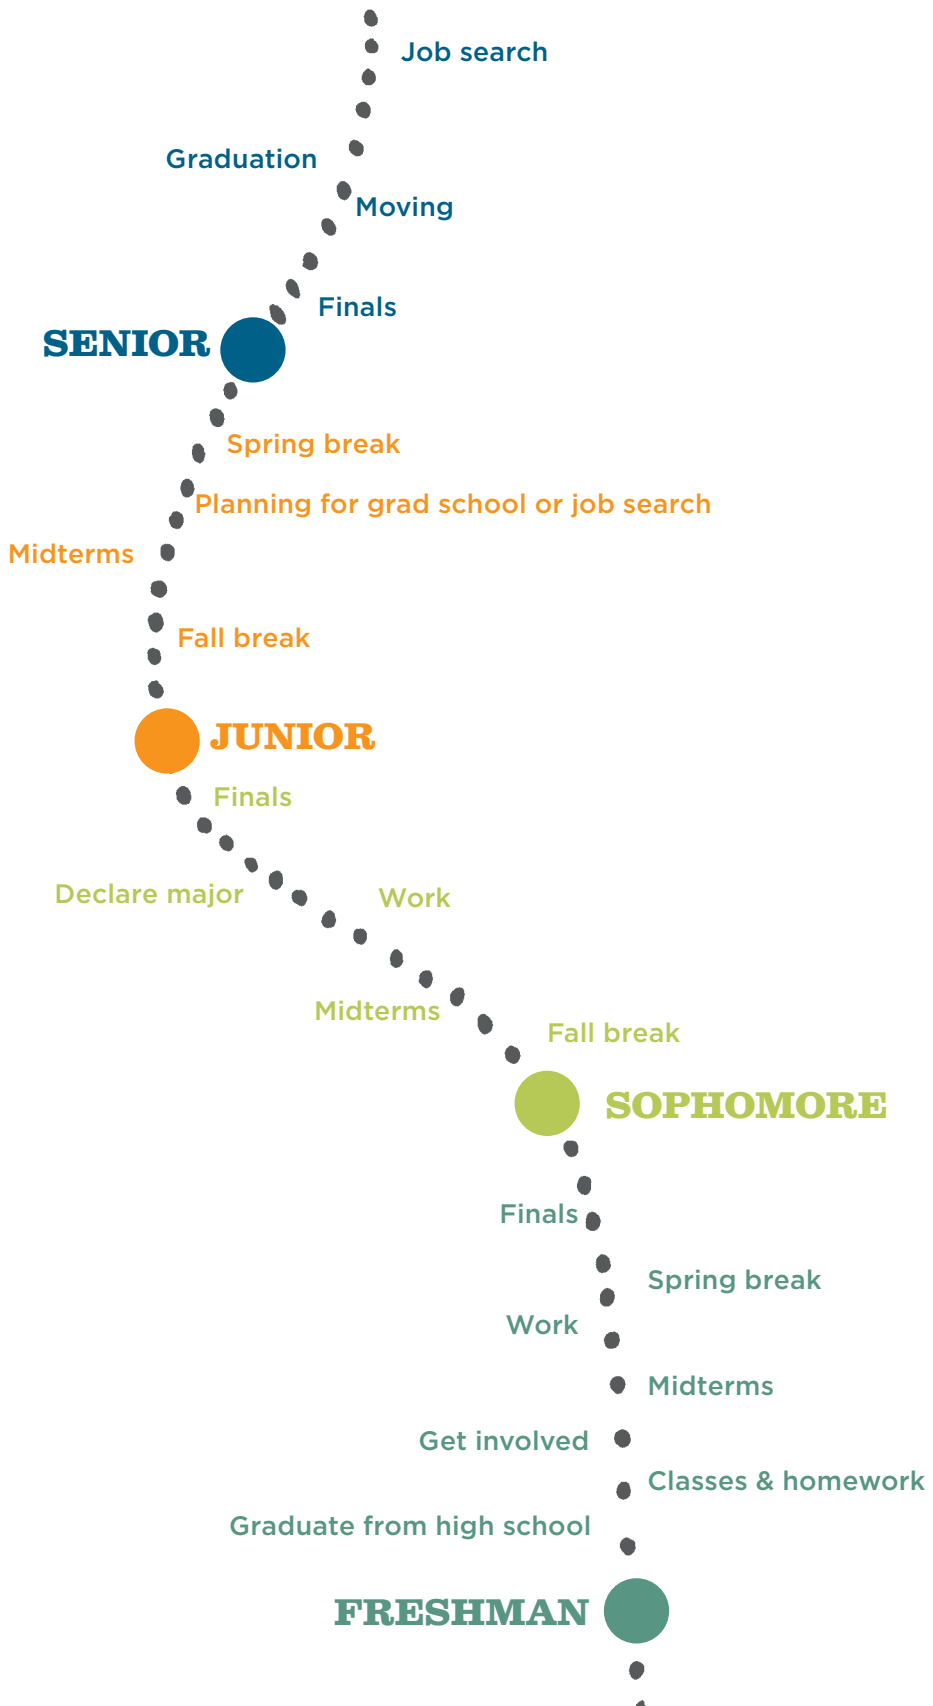 Job search
Graduation
Moving
Finals
SENIOR
Spring break
Planning for grad school or job search
Midterms
Fall break
JUNIOR
Finals
Declare major
Work
Midterms
Fall break
SOPHOMORE
Finals
Spring break
Work
Midterms
Get involved
Classes & homework
Graduate from high school
FRESHMAN